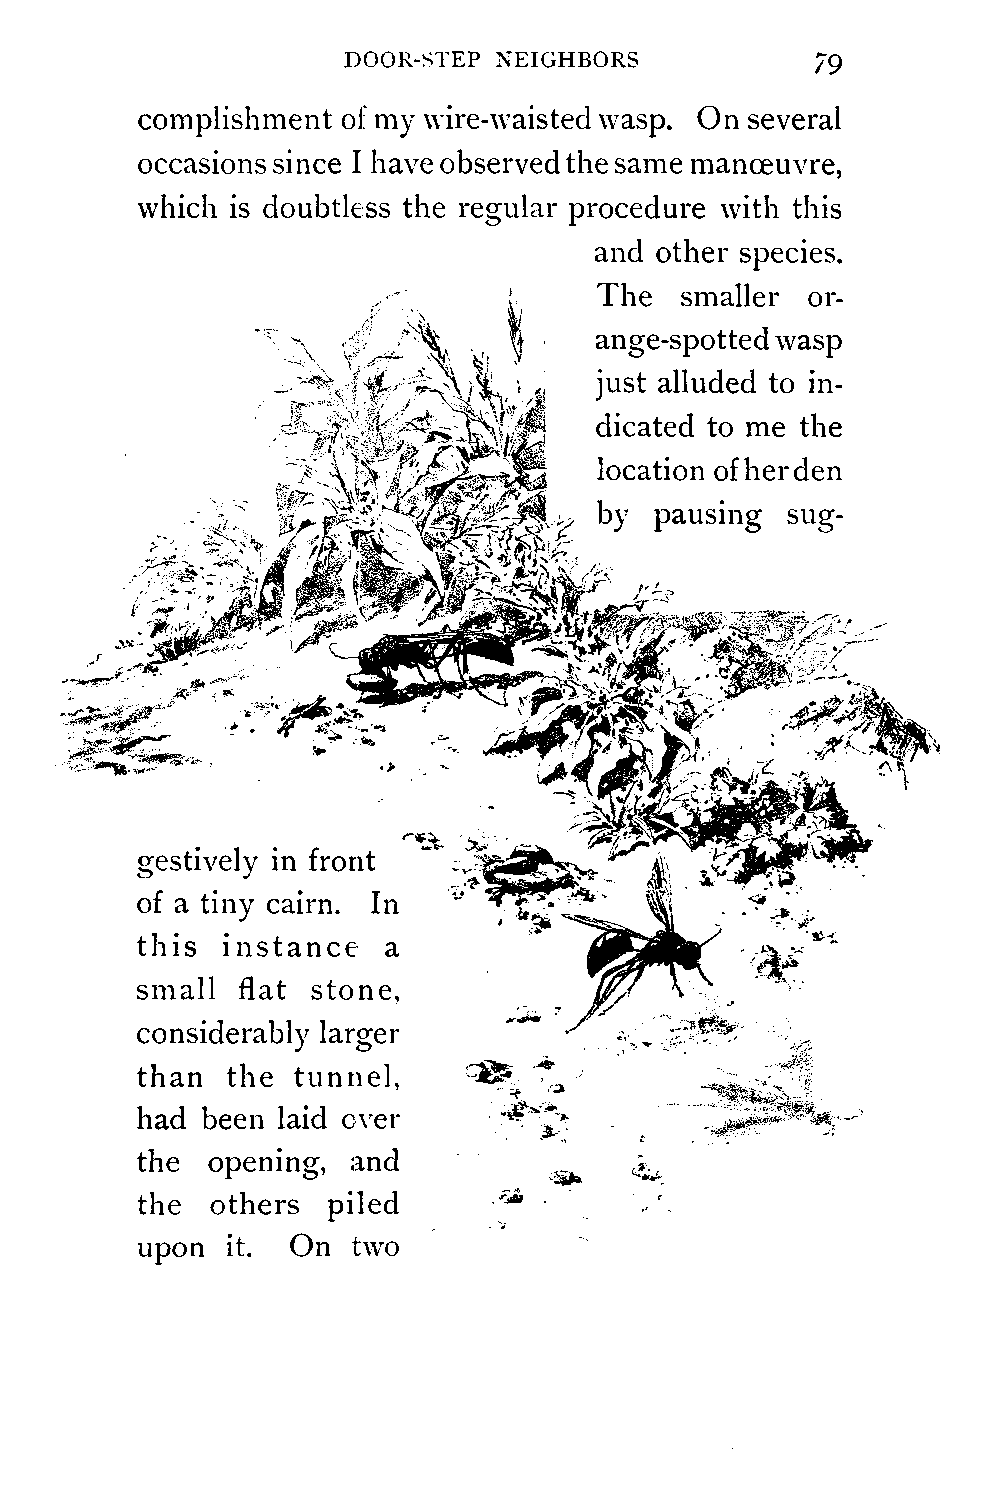 DOOR-STEP NEIGHBORS 79
complishment of my wire-waisted wasp. On several
occasions since I have observed the same manœuvre,
which is doubtless the regular procedure with this
and other species.
The smaller or-
ange-spotted wasp
just alluded to in-
dicated to me the
location of her den
by pausing sug-
gestively in front
of a tiny cairn. In
this instance a
small flat stone,
considerably larger
than the tunnel,
had been laid over
the opening, and
the others piled
upon it. On two